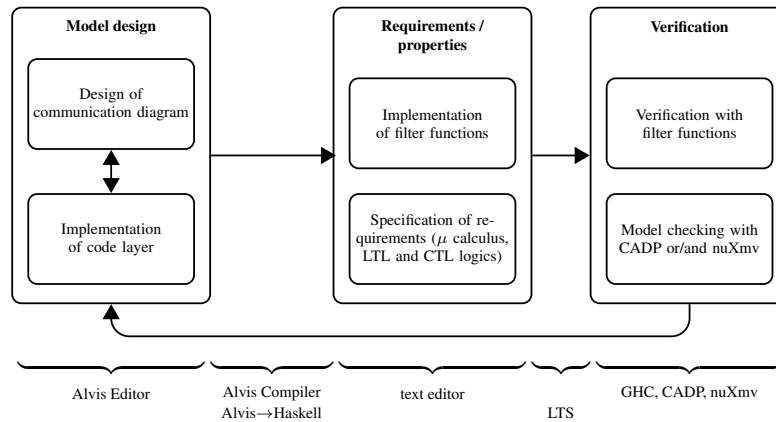 Model design
Design of
communication diagram
Implementation
of code layer
Requirements /
properties
Implementation
of filter functions
Specification of re-
quirements (μ calculus,
LTL and CTL logics)
Verification
Verification with
filter functions
Model checking with
CADP or/and nuXmv
Alvis Editor
Alvis Compiler
Alvis→Haskell
text editor
LTS
GHC, CADP, nuXmv